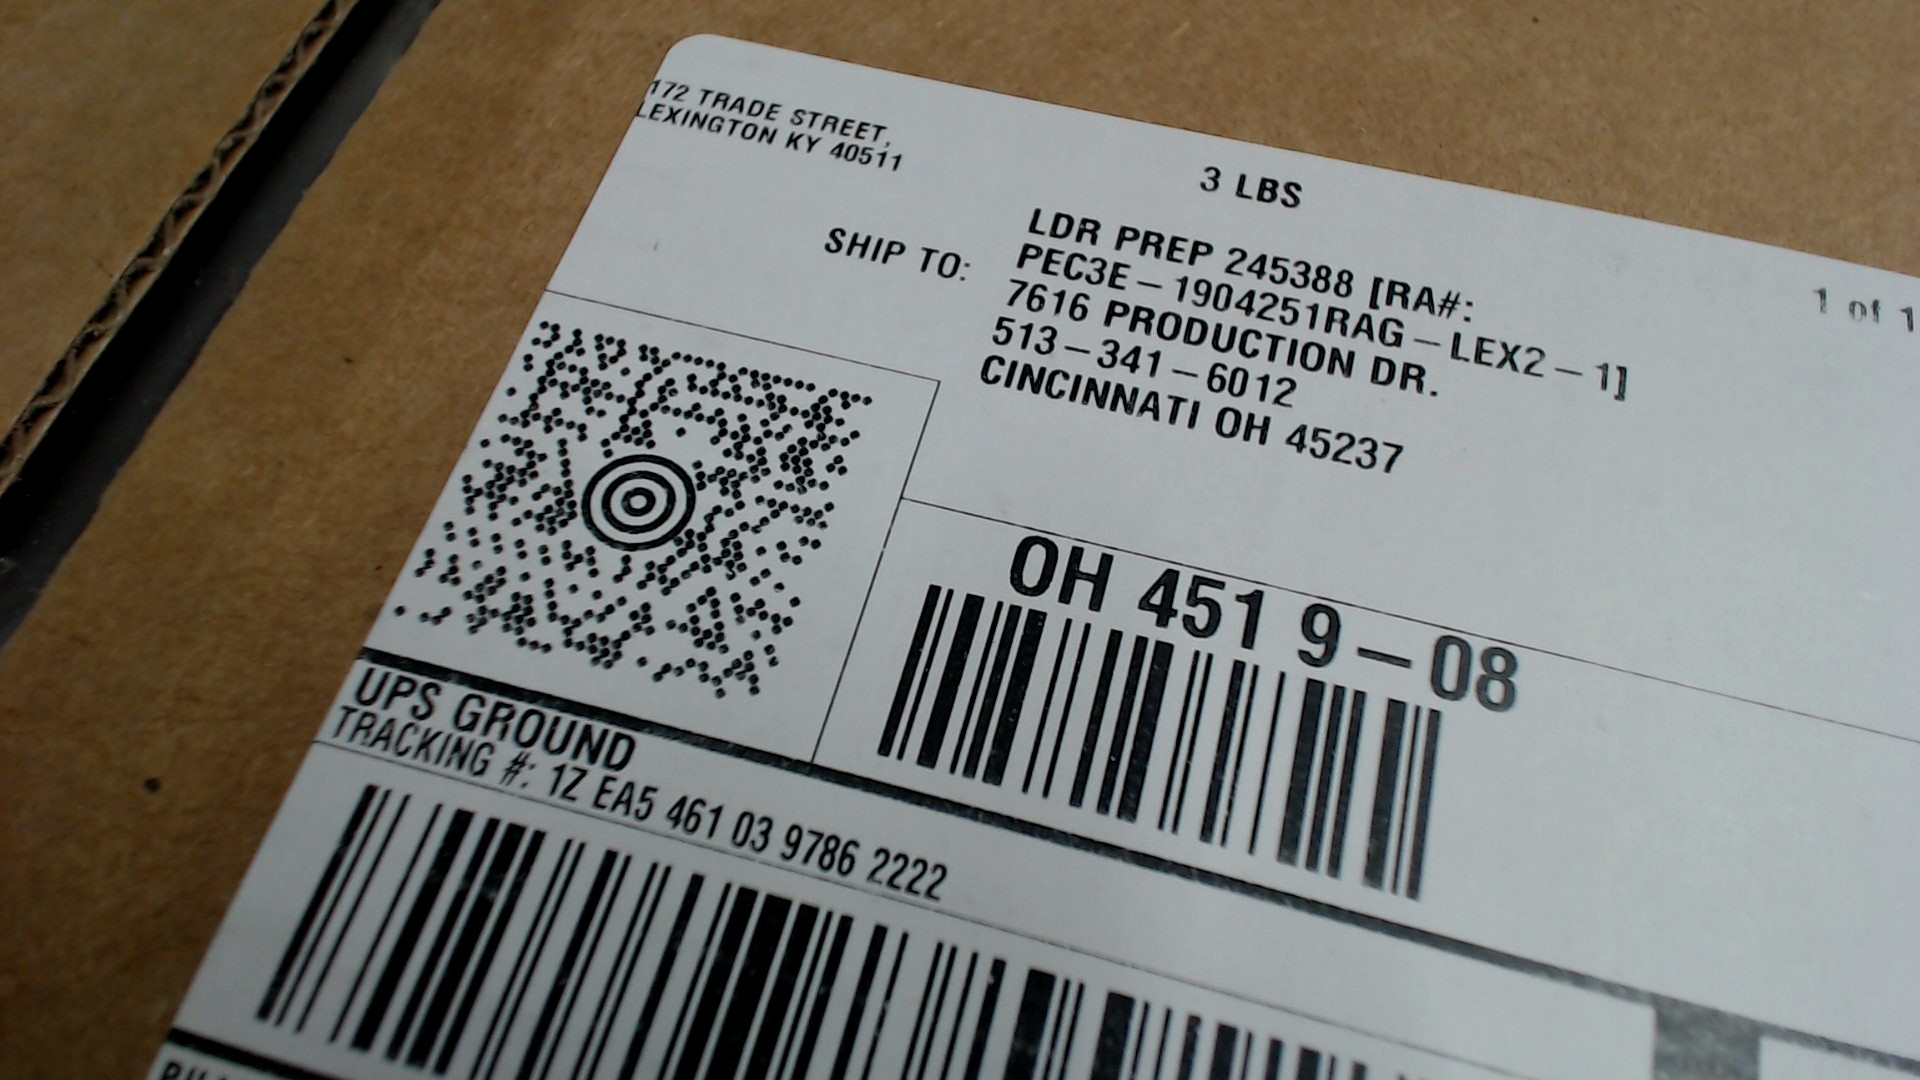 172 TRADE STREET,
LEXINGTON KY 40511
3 LBS
1 of 1
SHIP TO:
LDR PREP 245388 [RA#:
PEC3E-1904251RAG-LEX2-1]
7616 PRODUCTION DR.
513-341-6012
CINCINNATI OH 45237
OH 451 9-08
UPS GROUND
TRACKING #: 1Z EA5 461 03 9786 2222